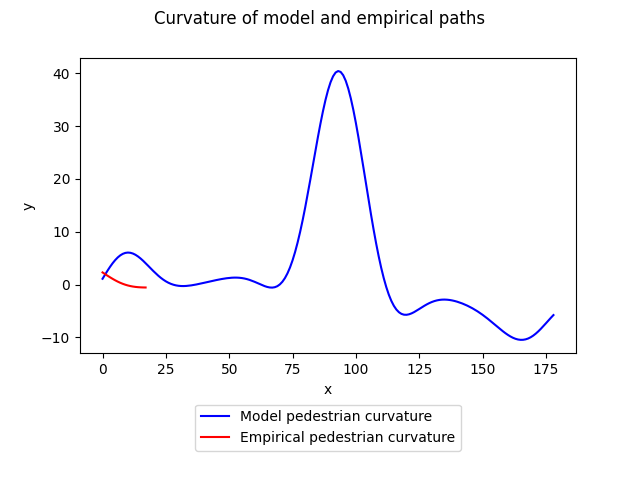 Curvature of model and empirical paths
40
30
20
10
0
−10
y
0 25 50 75 100 125 150 175
x
Model pedestrian curvature
Empirical pedestrian curvature